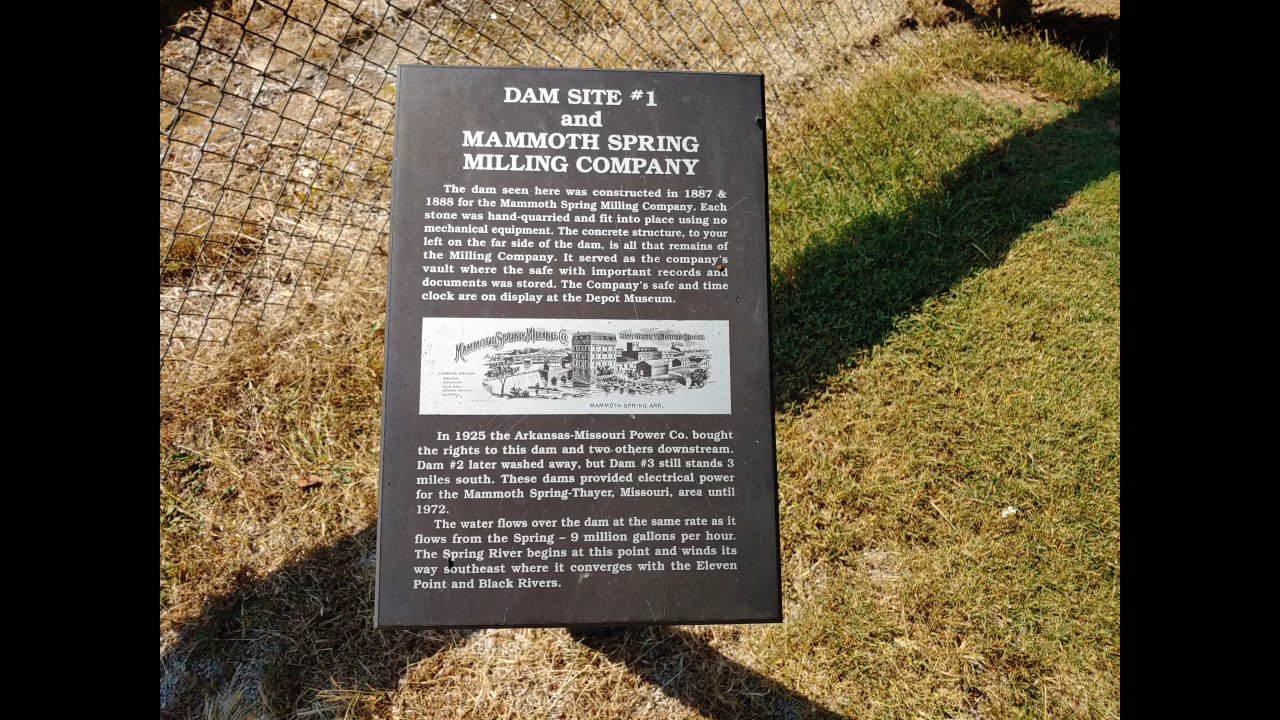 DAM SITE #1
and
MAMMOTH SPRING
MILLING COMPANY
The dam seen here was constructed in 1887 &
1888 for the Mammoth Spring Milling Company. Each
stone was hand-quarried and fit into place using no
mechanical equipment. The concrete structure, to your
left on the far side of the dam, is all that remains of
the Milling Company. It served as the company's
vault where the safe with important records and
documents was stored. The Company's safe and time
clock are on display at the Depot Museum.
MAMMOTH SPRING MILLING CO
MAMMOTH SPRING, ARK.
In 1925 the Arkansas-Missouri Power Co. bought
the rights to this dam and two others downstream.
Dam #2 later washed away, but Dam #3 still stands 3
miles south. These dams provided electrical power
for the Mammoth Spring-Thayer, Missouri, area until
1972.
The water flows over the dam at the same rate as it
flows from the Spring – 9 million gallons per hour.
The Spring River begins at this point and winds its
way southeast where it converges with the Eleven
Point and Black Rivers.